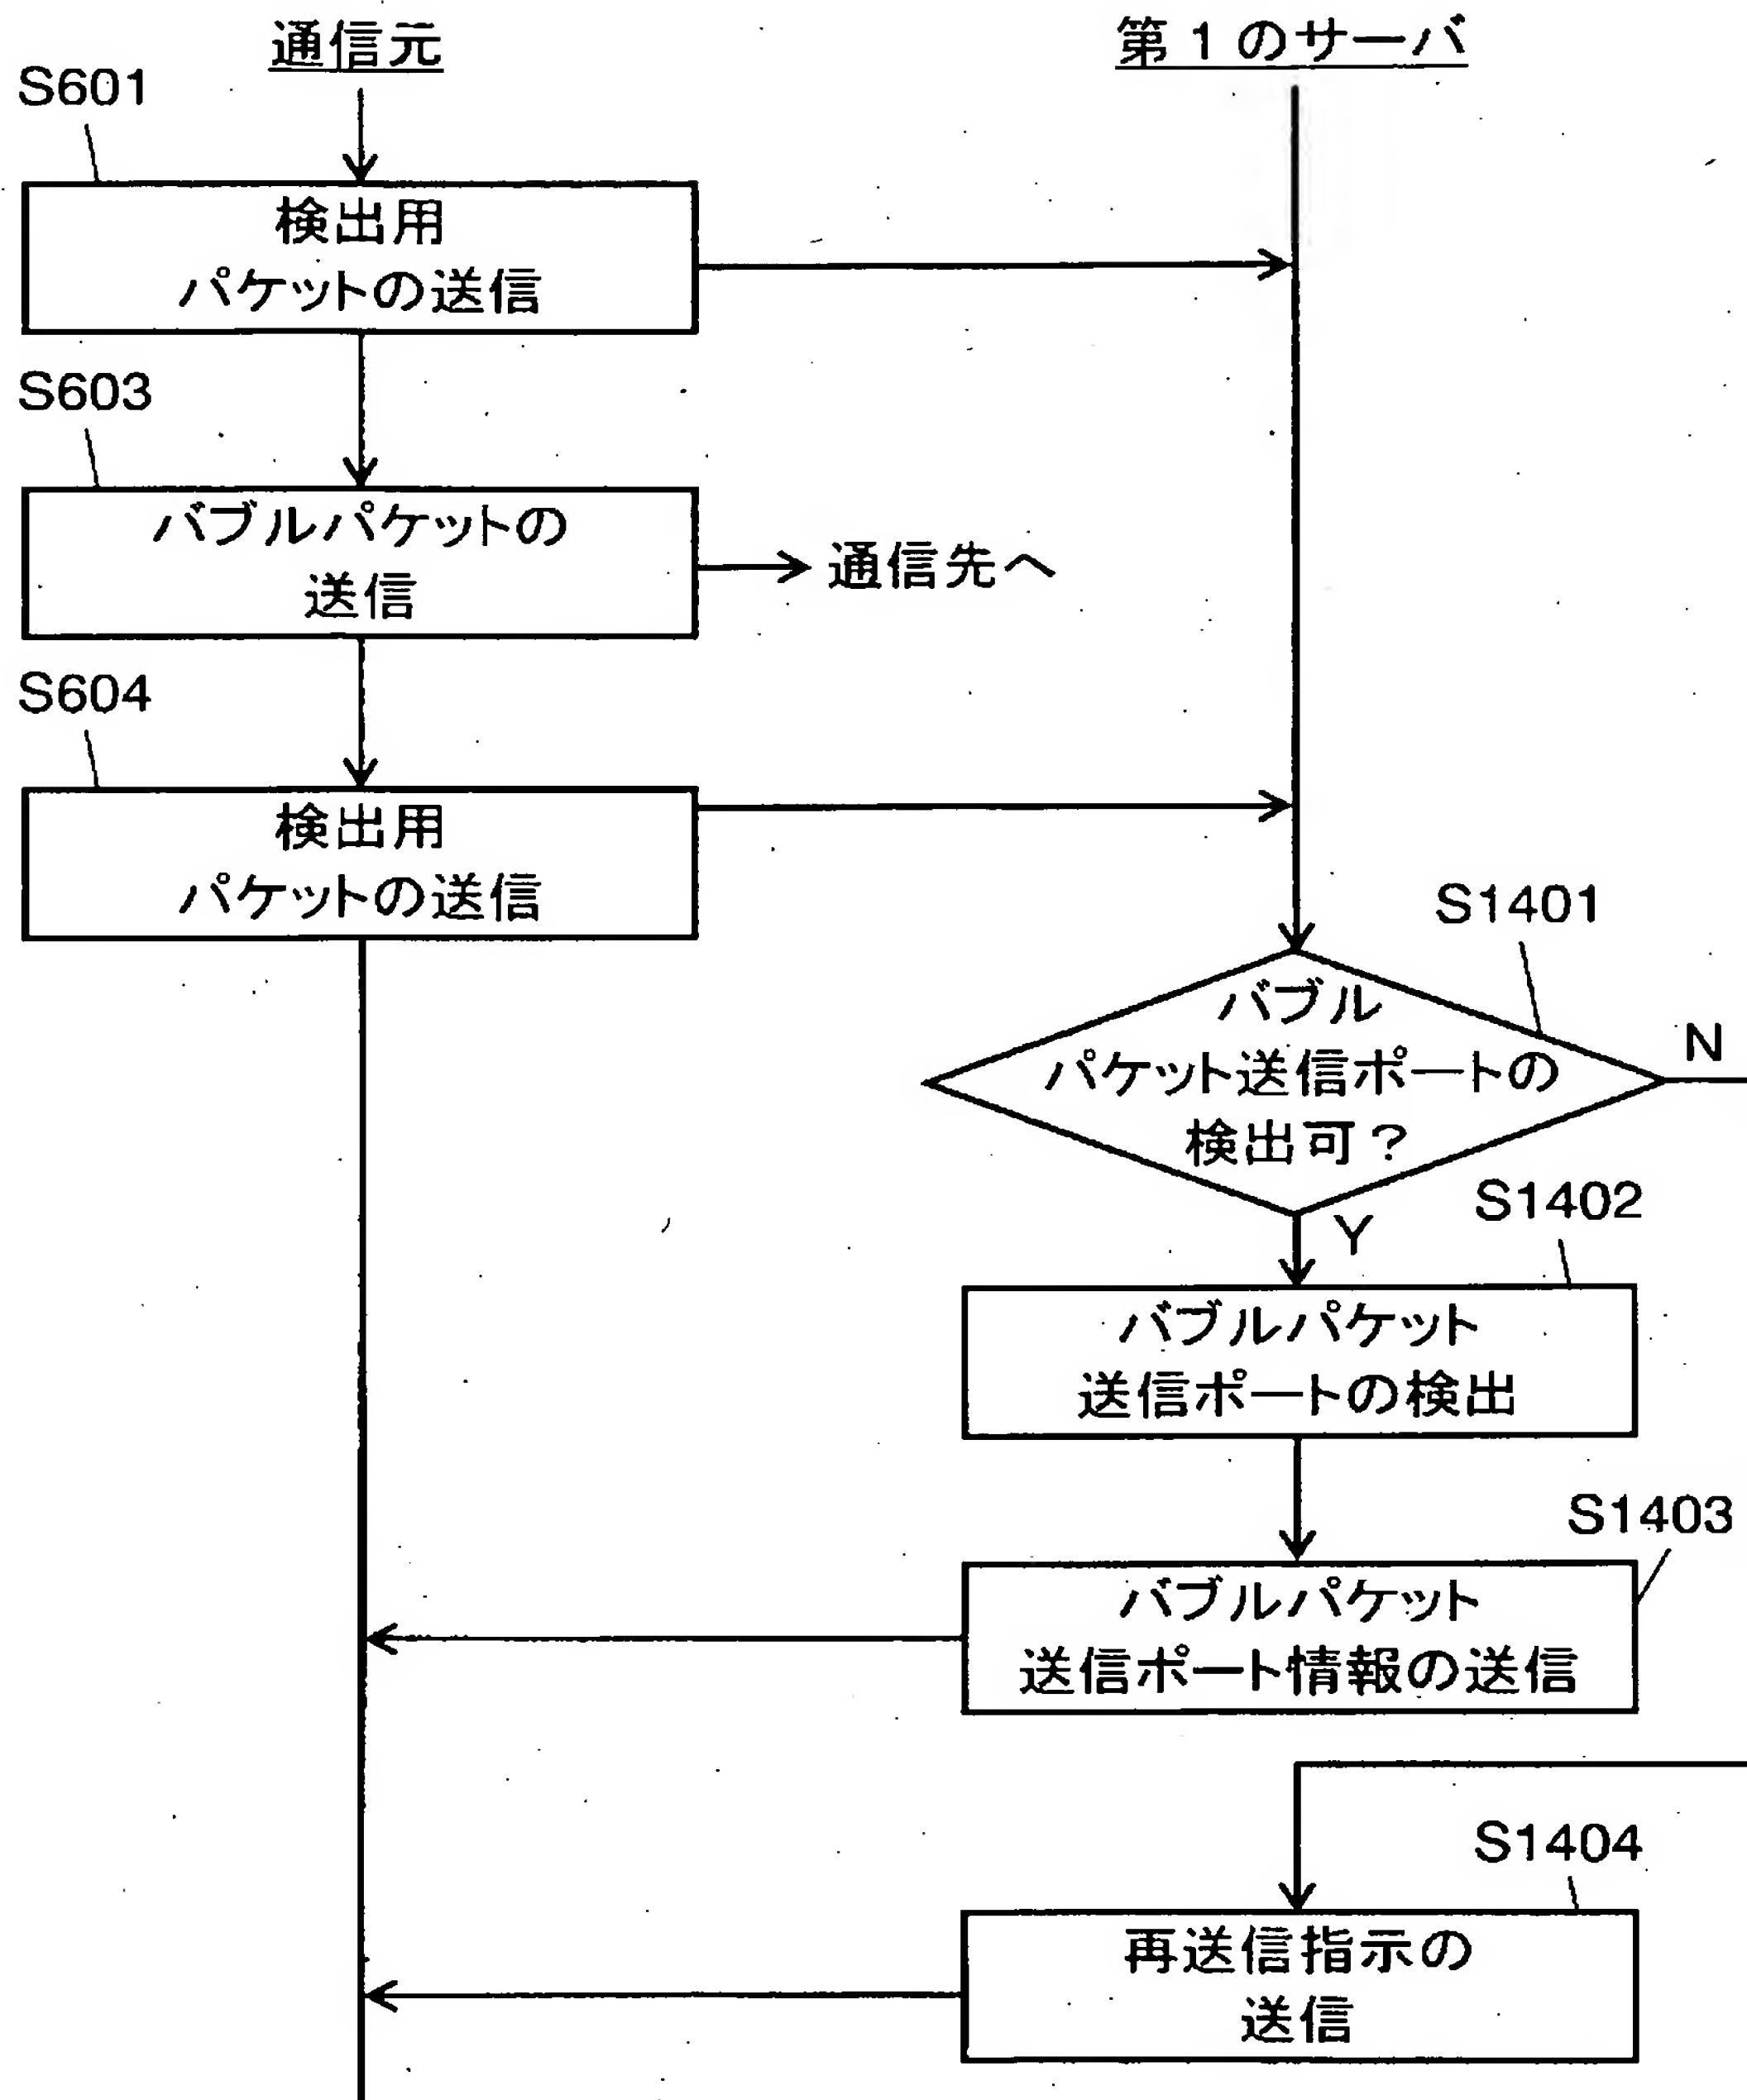 通信元
第1のサーバ
S601
検出用
パケットの送信
S603
バブルパケットの
送信
通信先へ
S604
検出用
パケットの送信
S1401
バブル
パケット送信ポートの
検出可?
N
Y
S1402
バブルパケット
送信ポートの検出
S1403
バブルパケット
送信ポート情報の送信
S1404
再送信指示の
送信